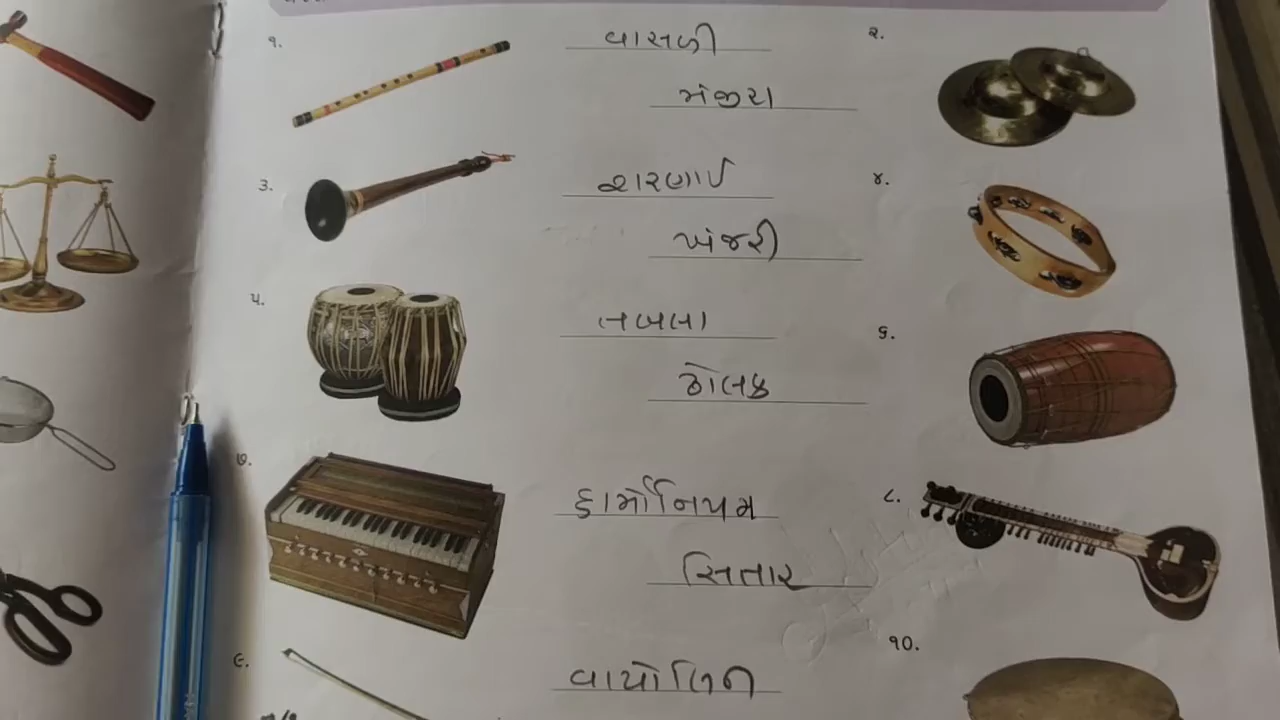 ૧.
વાસળી
૨.
મંજીરા
૩.
શરણાઈ
૪.
ખંજરી
૫.
તબલા
૬.
ઢોલક
૭.
હાર્મોનિયમ
૮.
સિતાર
૯.
વાયોલિન
૧૦.